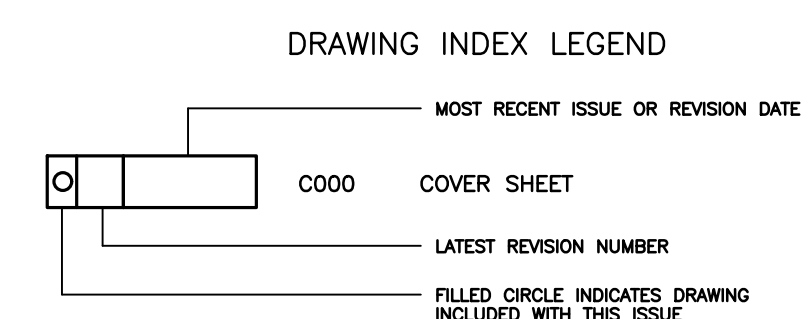 DRAWING INDEX LEGEND
MOST RECENT ISSUE OR REVISION DATE
C000 COVER SHEET
LATEST REVISION NUMBER
FILLED CIRCLE INDICATES DRAWING
INCLUDED WITH THIS ISSUE